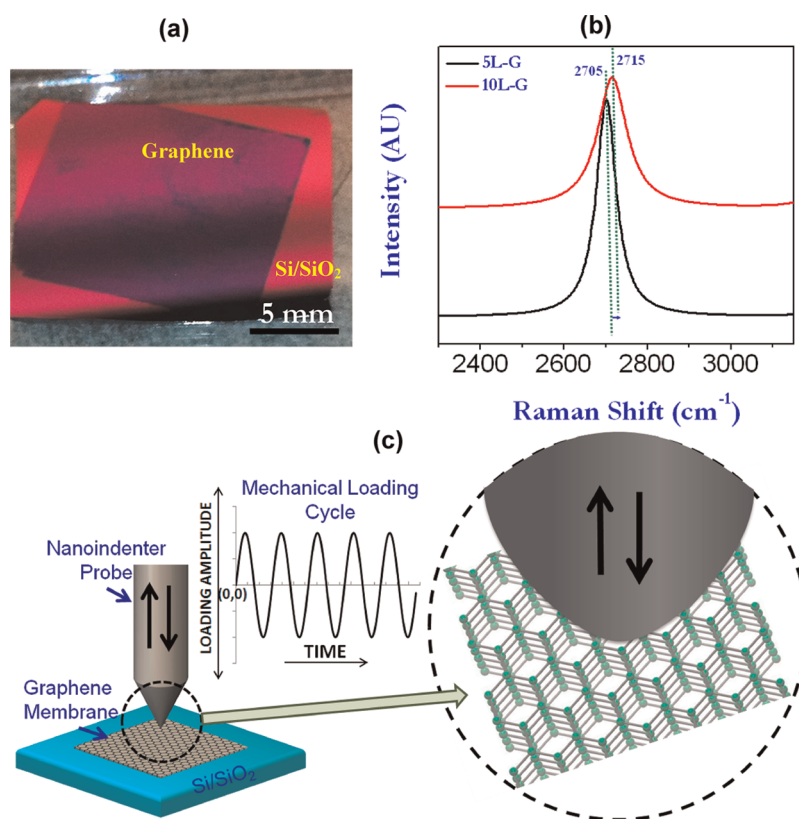 (a)
Graphene
Si/SiO2
5 mm
(b)
5L-G
10L-G
2705
2715
Intensity (AU)
2400 2600 2800 3000
Raman Shift (cm-1)
(c)
Mechanical Loading
Cycle
LOADING AMPLITUDE
(0,0)
TIME
Nanoindenter
Probe
Graphene
Membrane
Si/SiO2